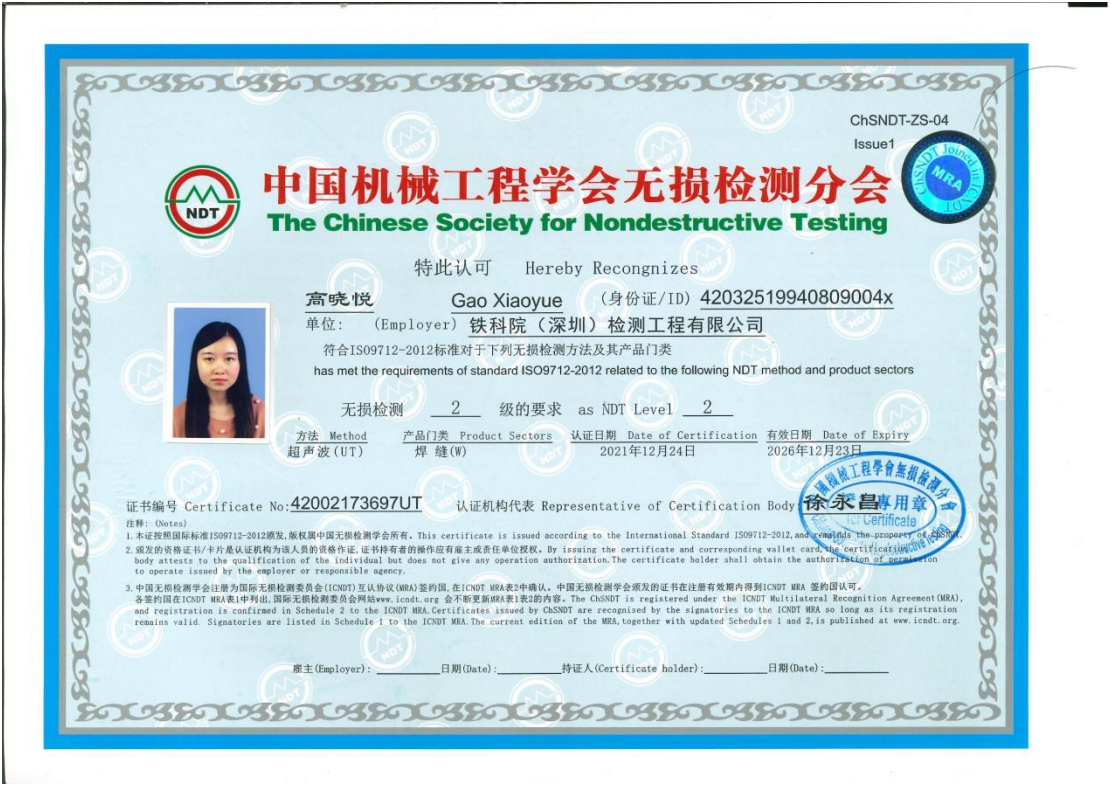 ChSNDT-ZS-04
Issue1
ChSNDT Joined in ICNDT
MRA
NDT
中国机械工程学会无损检测分会
The Chinese Society for Nondestructive Testing
特此认可 Hereby Recongnizes
高晓悦 Gao Xiaoyue (身份证/ID) 42032519940809004x
单位: (Employer) 铁科院（深圳）检测工程有限公司
符合ISO9712-2012标准对于下列无损检测方法及其产品门类
has met the requirements of standard ISO9712-2012 related to the following NDT method and product sectors
无损检测 2 级的要求 as NDT Level 2
方法 Method 产品门类 Product Sectors 认证日期 Date of Certification 有效日期 Date of Expiry
超声波(UT) 焊 缝(W) 2021年12月24日 2026年12月23日
证书编号 Certificate No:42002173697UT 认证机构代表 Representative of Certification Body: 徐永昌
專用章
for Certificate
注释: (Notes)
1.本证按照国际标准ISO9712-2012颁发,版权属中国无损检测学会所有。This certificate is issued according to the International Standard ISO9712-2012,and remainds the property of ChSNDT.
2.颁发的资格证书/卡片是认证机构为该人员的资格作证,证书持有者的操作应有雇主或责任单位授权。By issuing the certificate and corresponding wallet card,the certification
body attests to the qualification of the individual but does not give any operation authorization.The certificate holder shall obtain the authorization of permission
to operate issued by the employer or responsible agency.
3.中国无损检测学会注册为国际无损检测委员会(ICNDT)互认协议(MRA)签约国,在ICNDT MRA表2中确认。中国无损检测学会颁发的证书在注册有效期内得到ICNDT MRA 签约国认可。
各签约国在ICNDT MRA表1中列出,国际无损检测委员会网站www.icndt.org 会不断更新MRA表1表2的内容。The ChSNDT is registered under the ICNDT Multilateral Recognition Agreement(MRA),
and registration is confirmed in Schedule 2 to the ICNDT MRA.Certificates issued by ChSNDT are recognised by the signatories to the ICNDT MRA so long as its registration
remains valid. Signatories are listed in Schedule 1 to the ICNDT MRA.The current edition of the MRA,together with updated Schedules 1 and 2,is published at www.icndt.org.
雇主(Employer): 日期(Date): 持证人(Certificate holder): 日期(Date):